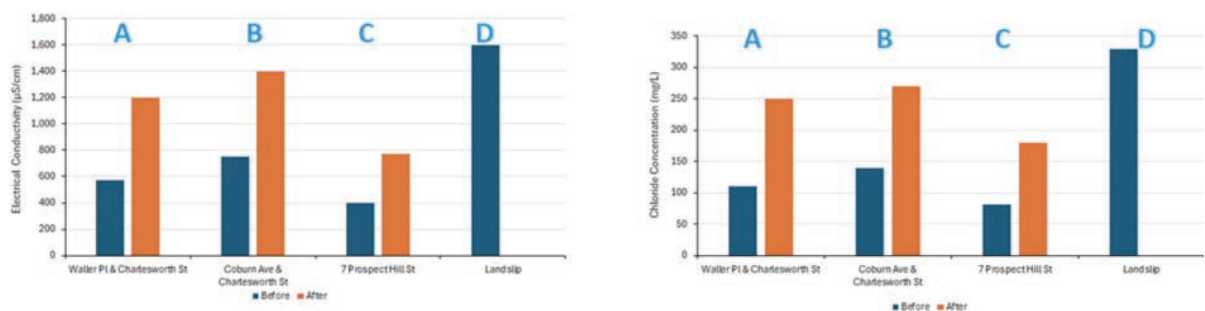 1,800
1,600
1,400
1,200
1,000
800
600
400
200
0
Electrical Conductivity (µS/cm)
A B C D
Waller Pl & Charlesworth St
Coburn Ave &
Charlesworth St
7 Prospect Hill St
Landslip
Before After
350
300
250
200
150
100
50
0
Chloride Concentration (mg/L)
A B C D
Waller Pl & Charlesworth St
Coburn Ave &
Charlesworth St
7 Prospect Hill St
Landslip
Before After